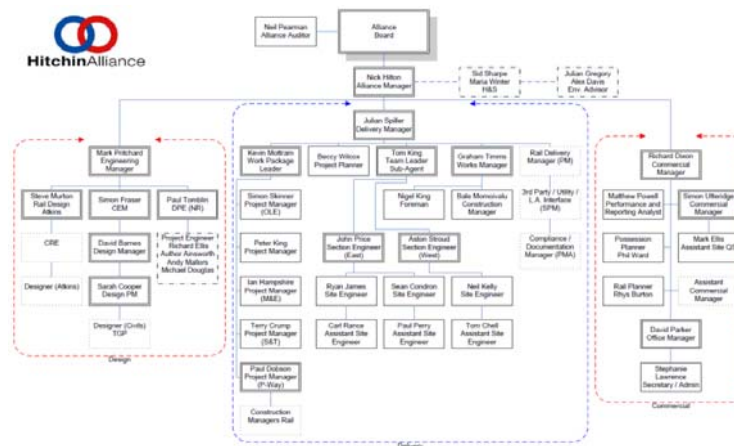 HitchinAlliance
Neil Pearman
Alliance Auditor
Alliance
Board
Nick Hilton
Alliance Manager
Sid Sharpe
Maria Winter
H&S
Julian Gregory
Alex Davis
Env. Advisor
Julian Spiller
Delivery Manager
Mark Pritchard
Engineering
Manager
Steve Murton
Rail Design
Atkins
Simon Fraser
CEM
Paul Tomblin
DPE (NR)
CRE
Designer (Atkins)
David Barnes
Design Manager
Sarah Cooper
Design PM
Designer (Civils)
TGP
Project Engineer
Richard Ellis
Author Ainsworth
Andy Matters
Michael Douglas
Design
Kevin Mottram
Work Package
Leader
Beccy Wilcox
Project Planner
Tom King
Team Leader
Sub-Agent
Graham Timms
Works Manager
Rail Delivery
Manager (PM)
Simon Skinner
Project Manager
(OLE)
Nigel King
Foreman
Construction
Manager
3rd Party / Utility /
L.A. Interface
(SPM)
Peter King
Project Manager
John Price
Section Engineer
(East)
Aston Stroud
Section Engineer
(West)
Compliance /
Documentation
Manager (PMA)
Ian Hampshire
Project Manager
(M&E)
Ryan James
Site Engineer
Sean Condron
Site Engineer
Neil Kelly
Site Engineer
Terry Crump
Project Manager
(S&T)
Carl Rance
Assistant Site
Engineer
Paul Perry
Assistant Site
Engineer
Tom Chell
Assistant Site
Engineer
Paul Dobson
Project Manager
(P-Way)
Construction
Managers Rail
Richard Dixon
Commercial
Manager
Matthew Powell
Performance and
Reporting Analyst
Simon Utteridge
Commercial
Manager
Possession
Planner
Phil Ward
Mark Ellis
Assistant Site QS
Rail Planner
Rhys Burton
Assistant
Commercial
Manager
David Parker
Office Manager
Stephanie
Lawrence
Secretary / Admin
Commercial